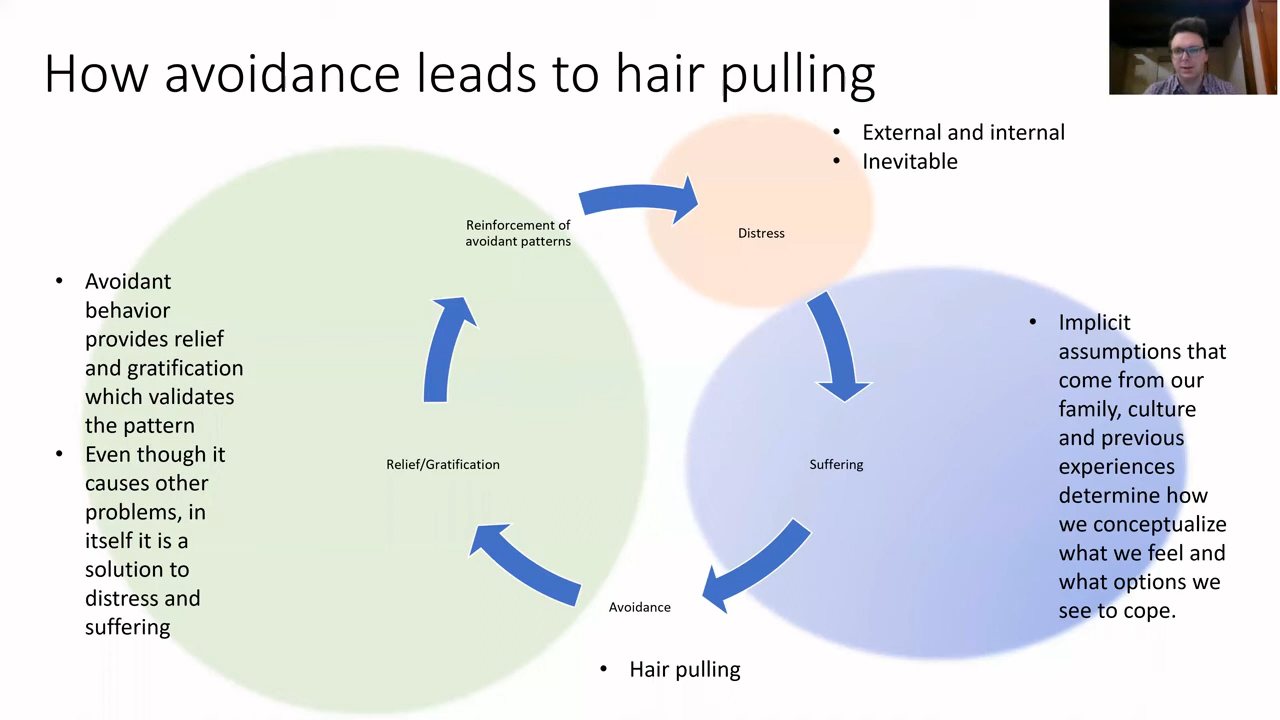 How avoidance leads to hair pulling
• External and internal
• Inevitable
Reinforcement of
avoidant patterns
Distress
• Avoidant
behavior
provides relief
and gratification
which validates
the pattern
• Even though it
causes other
problems, in
itself it is a
solution to
distress and
suffering
• Implicit
assumptions that
come from our
family, culture
and previous
experiences
determine how
we conceptualize
what we feel and
what options we
see to cope.
Relief/Gratification
Suffering
Avoidance
• Hair pulling